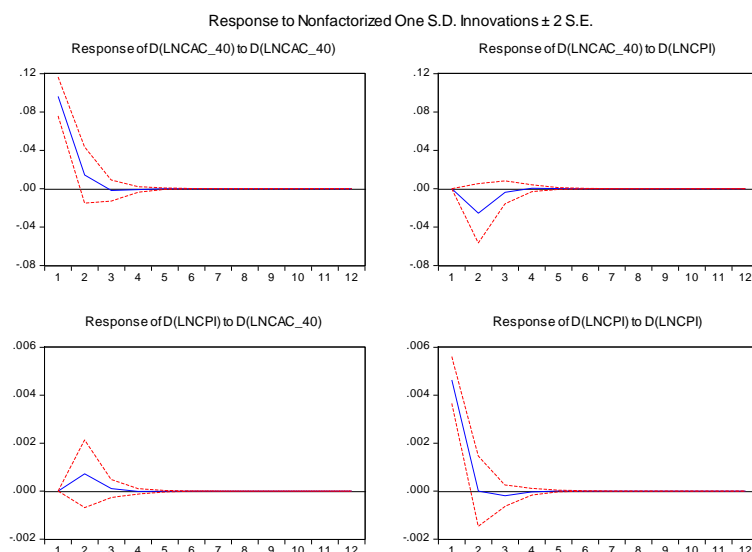 Response to Nonfactorized One S.D. Innovations ± 2 S.E.
Response of D(LNCAC_40) to D(LNCAC_40)
.12
.08
.04
.00
-.04
-.08
1 2 3 4 5 6 7 8 9 10 11 12
Response of D(LNCAC_40) to D(LNCPI)
.12
.08
.04
.00
-.04
-.08
1 2 3 4 5 6 7 8 9 10 11 12
Response of D(LNCPI) to D(LNCAC_40)
.006
.004
.002
.000
-.002
1 2 3 4 5 6 7 8 9 10 11 12
Response of D(LNCPI) to D(LNCPI)
.006
.004
.002
.000
-.002
1 2 3 4 5 6 7 8 9 10 11 12